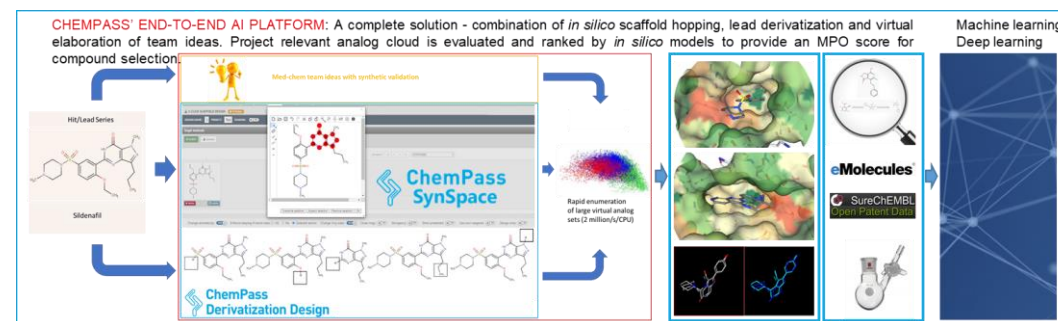 CHEMPASS' END-TO-END AI PLATFORM: A complete solution - combination of in silico scaffold hopping, lead derivatization and virtual
elaboration of team ideas. Project relevant analog cloud is evaluated and ranked by in silico models to provide an MPO score for
compound selection.
Machine learning
Deep learning
Med-chem team ideas with synthetic validation
Hit/Lead Series
Sildenafil
ChemPass
SynSpace
Rapid enumeration
of large virtual analog
sets (2 million/s/CPU)
eMolecules®
SureChEMBL
Open Patent Data
ChemPass
Derivatization Design